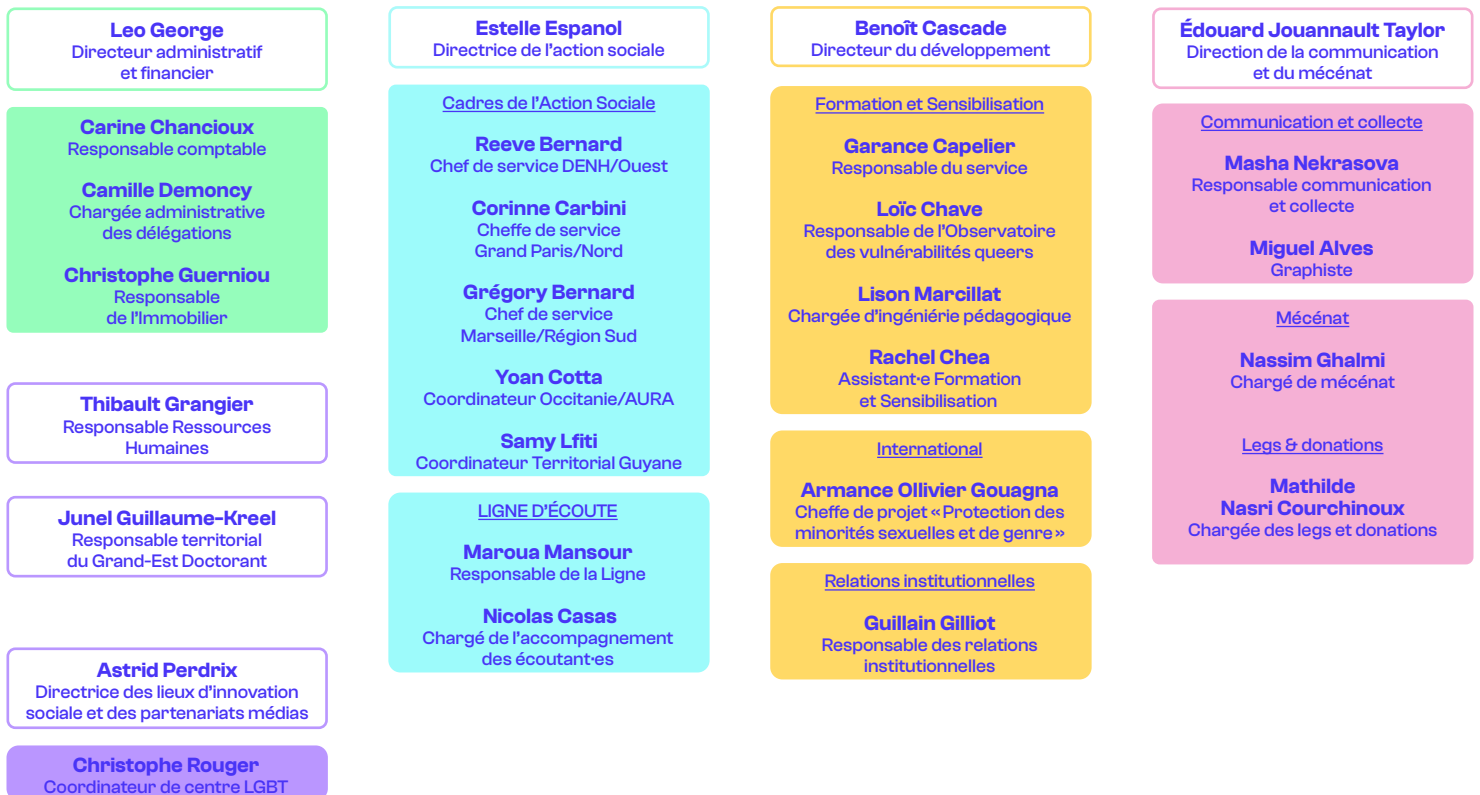 Leo George
Directeur administratif
et financier
Carine Chancioux
Responsable comptable
Camille Demoncy
Chargée administrative
des délégations
Christophe Guerniou
Responsable
de l'Immobilier
Thibault Grangier
Responsable Ressources
Humaines
Junel Guillaume-Kreel
Responsable territorial
du Grand-Est Doctorant
Astrid Perdrix
Directrice des lieux d'innovation
sociale et des partenariats médias
Christophe Rouger
Coordinateur de centre LGBT
Estelle Espanol
Directrice de l'action sociale
Cadres de l'Action Sociale
Reeve Bernard
Chef de service DENH/Ouest
Corinne Carbini
Cheffe de service
Grand Paris/Nord
Grégory Bernard
Chef de service
Marseille/Région Sud
Yoan Cotta
Coordinateur Occitanie/AURA
Samy Lfiti
Coordinateur Territorial Guyane
LIGNE D'ÉCOUTE
Maroua Mansour
Responsable de la Ligne
Nicolas Casas
Chargé de l'accompagnement
des écoutant·es
Benoît Cascade
Directeur du développement
Formation et Sensibilisation
Garance Capelier
Responsable du service
Loïc Chave
Responsable de l'Observatoire
des vulnérabilités queers
Lison Marcillat
Chargée d'ingéniérie pédagogique
Rachel Chea
Assistant·e Formation
et Sensibilisation
International
Armance Ollivier Gouagna
Cheffe de projet « Protection des
minorités sexuelles et de genre »
Relations institutionnelles
Guillain Gilliot
Responsable des relations
institutionnelles
Édouard Jouannault Taylor
Direction de la communication
et du mécénat
Communication et collecte
Masha Nekrasova
Responsable communication
et collecte
Miguel Alves
Graphiste
Mécénat
Nassim Ghalmi
Chargé de mécénat
Legs & donations
Mathilde
Nasri Courchinoux
Chargée des legs et donations